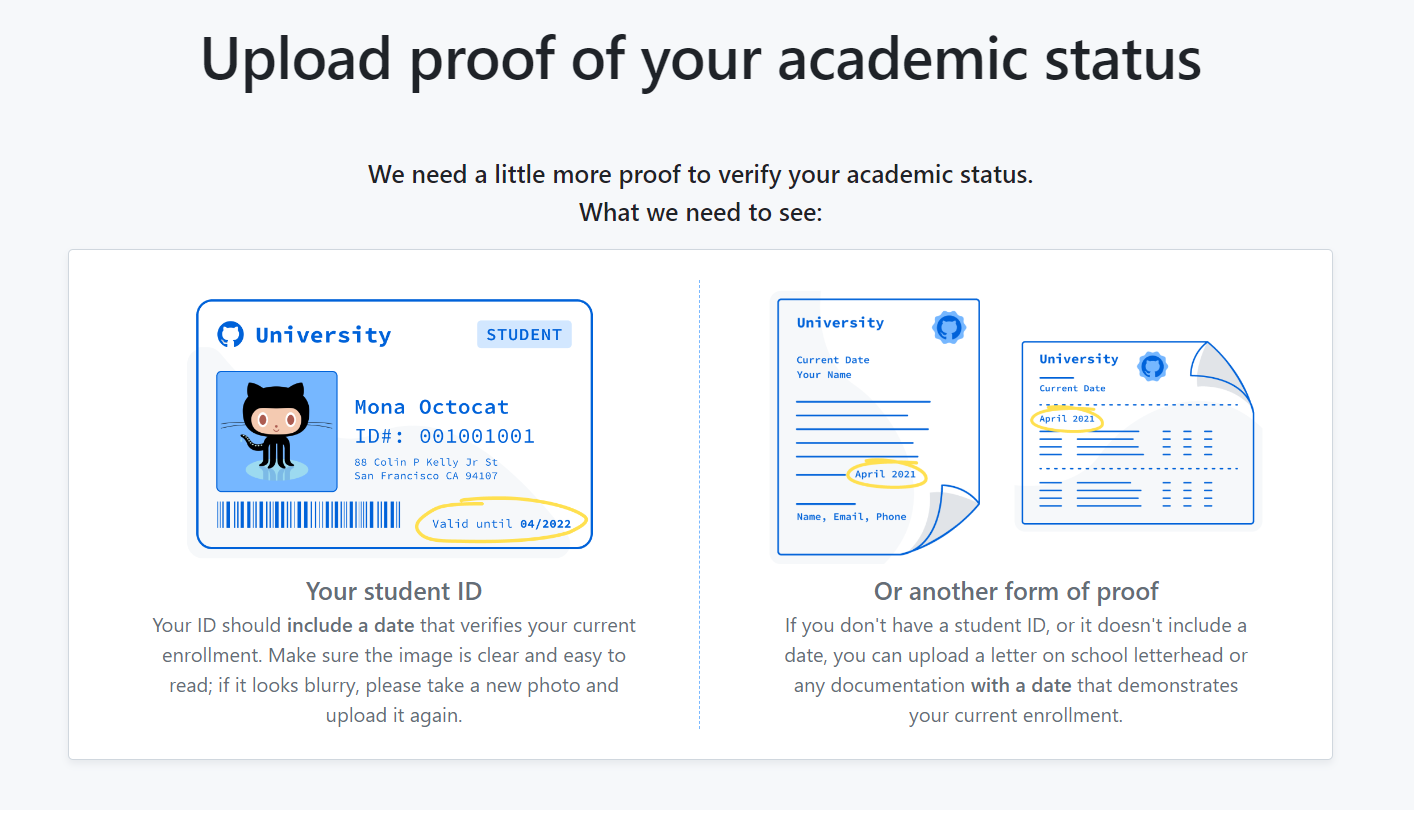 Upload proof of your academic status
We need a little more proof to verify your academic status.
What we need to see:
University
STUDENT
Mona Octocat
ID#: 001001001
88 Colin P Kelly Jr St
San Francisco CA 94107
Valid until 04/2022
Your student ID
Your ID should include a date that verifies your current
enrollment. Make sure the image is clear and easy to
read; if it looks blurry, please take a new photo and
upload it again.
University
Current Date
Your Name
April 2021
Name, Email, Phone
University
Current Date
April 2021
Or another form of proof
If you don't have a student ID, or it doesn't include a
date, you can upload a letter on school letterhead or
any documentation with a date that demonstrates
your current enrollment.